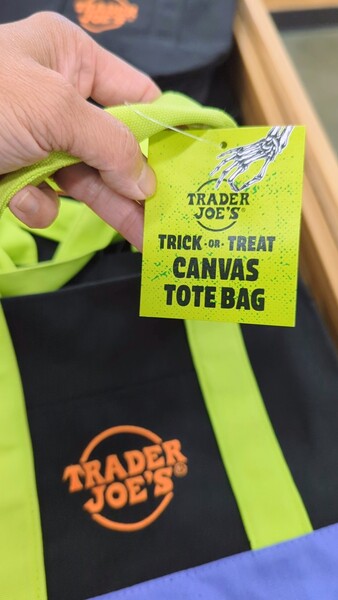 TRADER
JOE'S®
TRICK-OR-TREAT
CANVAS
TOTE BAG
TRADER
JOE'S®